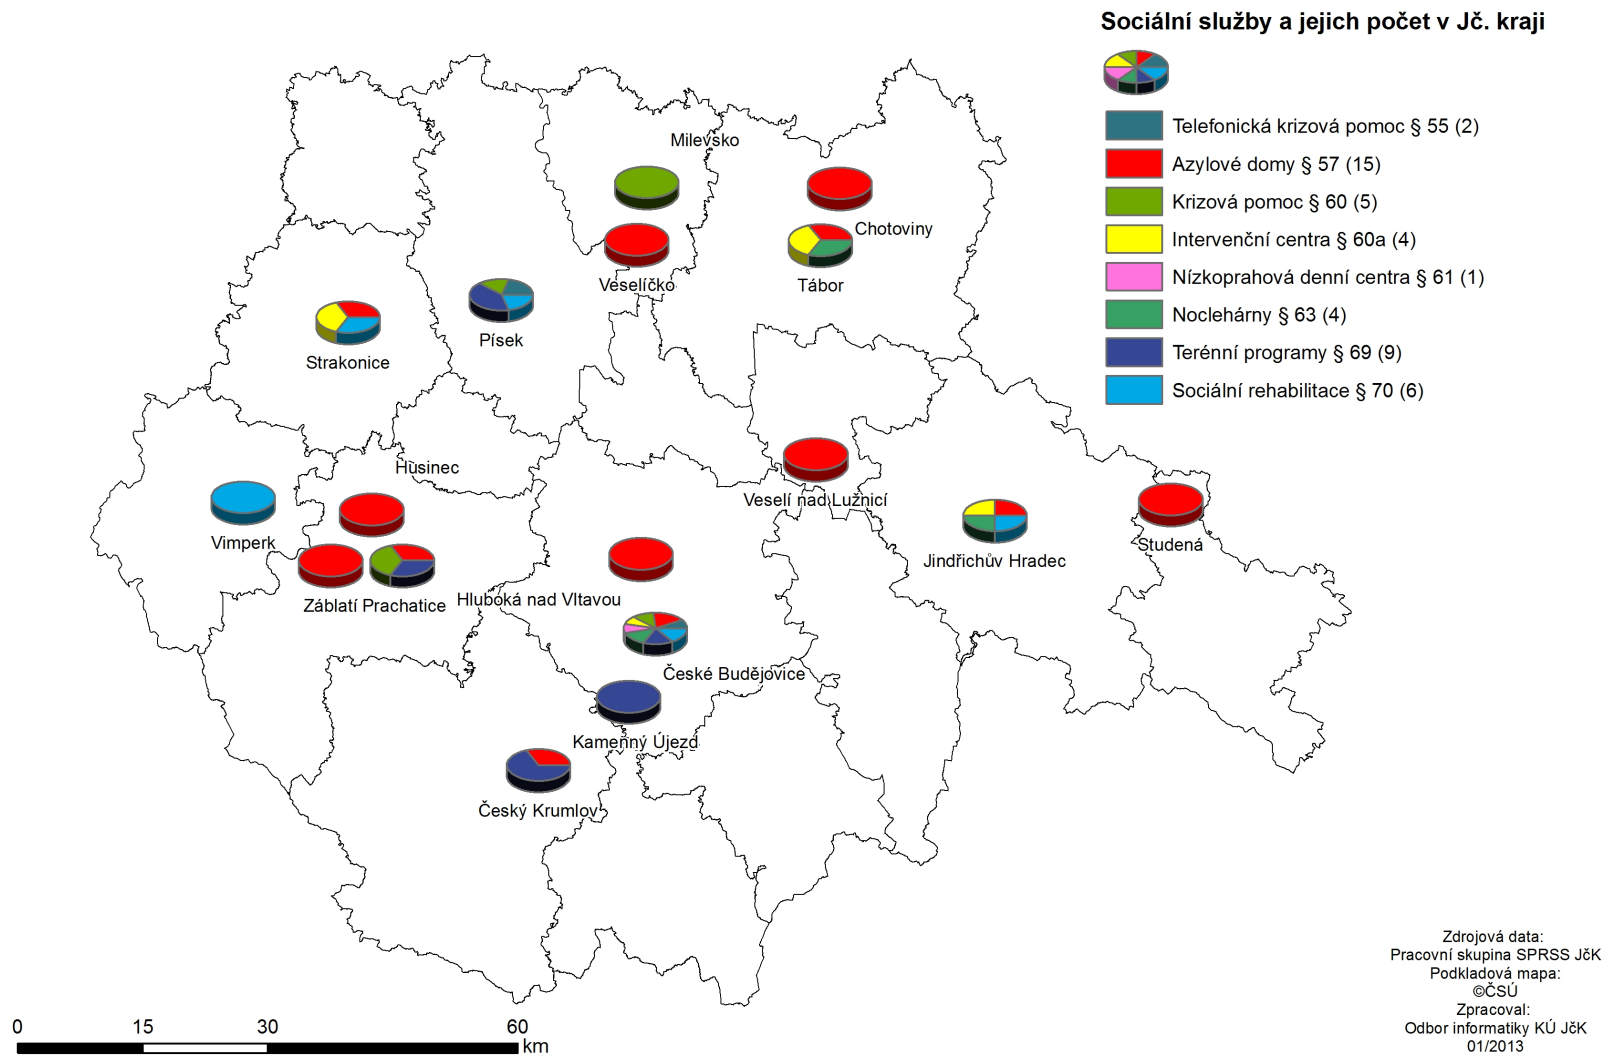 Sociální služby a jejich počet v Jč. kraji
Telefonická krizová pomoc § 55 (2)
Azylové domy § 57 (15)
Krizová pomoc § 60 (5)
Intervenční centra § 60a (4)
Nízkoprahová denní centra § 61 (1)
Noclehárny § 63 (4)
Terénní programy § 69 (9)
Sociální rehabilitace § 70 (6)
Milevsko
Chotoviny
Veselíčko
Tábor
Písek
Strakonice
Husinec
Veselí nad Lužnicí
Vimperk
Studená
Jindřichův Hradec
Záblatí
Prachatice
Hluboká nad Vltavou
České Budějovice
Kamenný Újezd
Český Krumlov
Zdrojová data:
Pracovní skupina SPRSS JčK
Podkladová mapa:
©ČSÚ
Zpracoval:
Odbor informatiky KÚ JčK
01/2013
0 15 30 60
km